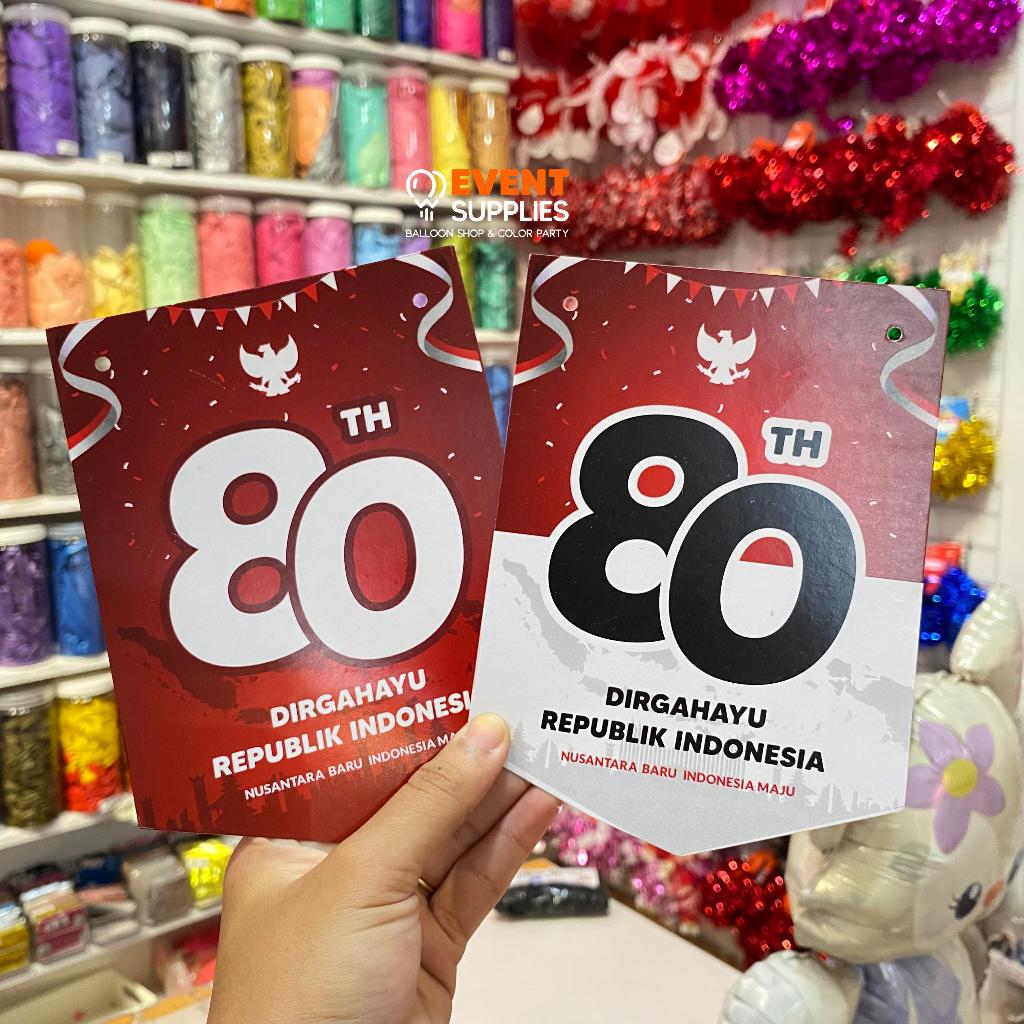 EVENT
SUPPLIES
BALLOON SHOP & COLOR PARTY
80
TH
DIRGAHAYU
REPUBLIK INDONESI
NUSANTARA BARU INDONESIA MA
80
TH
DIRGAHAYU
REPUBLIK INDONESIA
NUSANTARA BARU INDONESIA MAJU